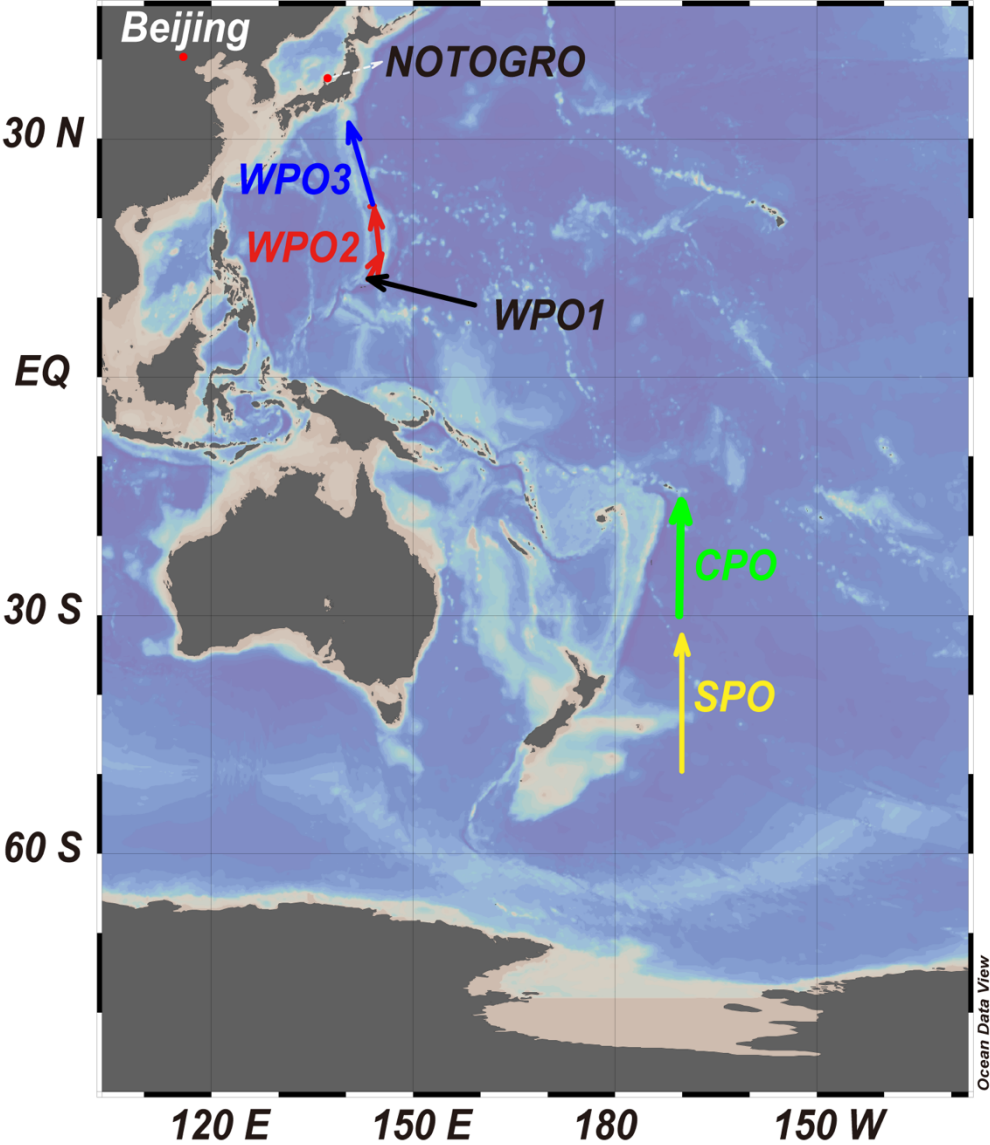 Beijing
NOTOGRO
30 N
WPO3
WPO2
WPO1
EQ
CPO
30 S
SPO
60 S
Ocean Data View
120 E
150 E
180
150 W